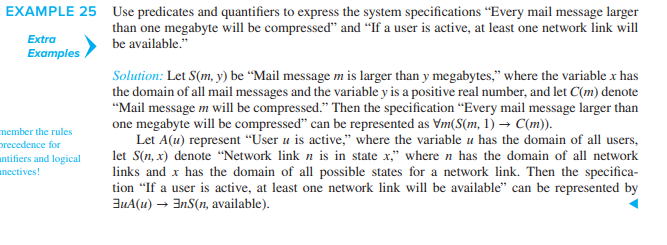 EXAMPLE 25 Use predicates and quantifiers to express the system specifications “Every mail message larger
than one megabyte will be compressed” and “If a user is active, at least one network link will
be available.”
Extra
Examples
Solution: Let S(m, y) be “Mail message m is larger than y megabytes,” where the variable x has
the domain of all mail messages and the variable y is a positive real number, and let C(m) denote
“Mail message m will be compressed.” Then the specification “Every mail message larger than
one megabyte will be compressed” can be represented as ∀m(S(m, 1) → C(m)).
member the rules
precedence for
antifiers and logical
nnectives!
Let A(u) represent “User u is active,” where the variable u has the domain of all users,
let S(n, x) denote “Network link n is in state x,” where n has the domain of all network
links and x has the domain of all possible states for a network link. Then the specifica-
tion “If a user is active, at least one network link will be available” can be represented by
∃uA(u) → ∃nS(n, available).